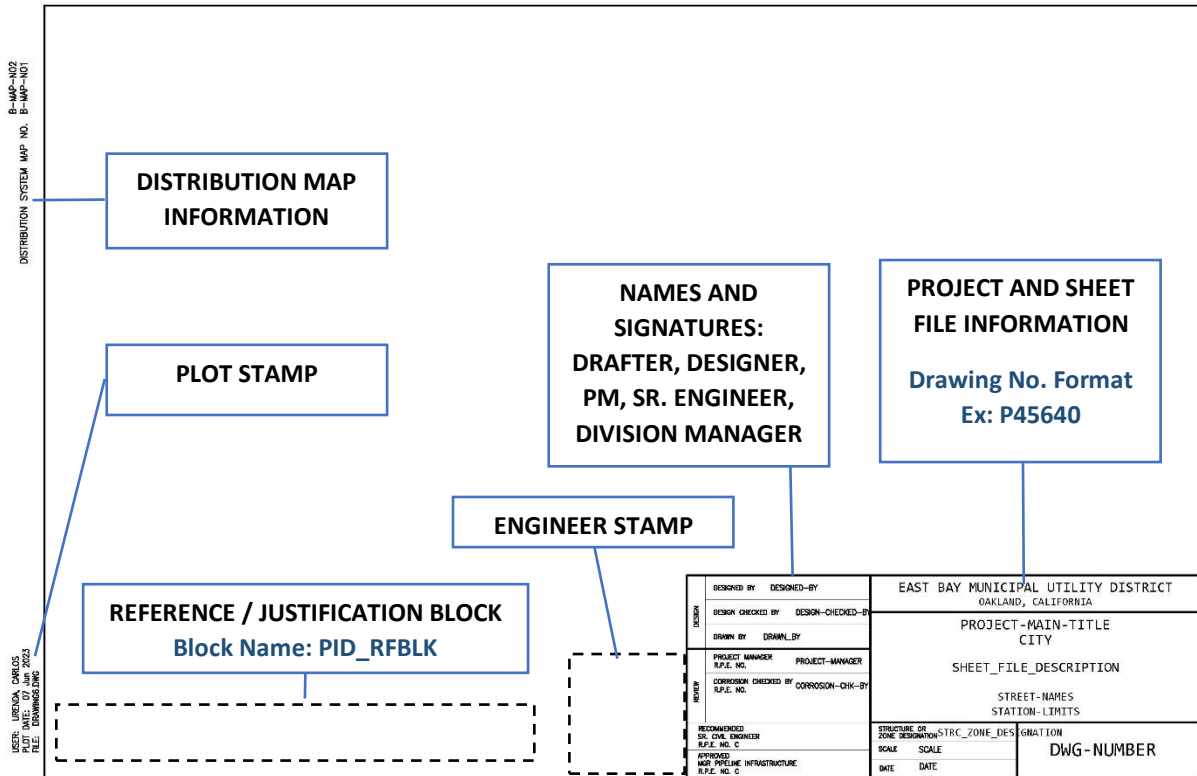 DISTRIBUTION SYSTEM MAP NO. B-MAP-NO2
B-MAP-NO1
DISTRIBUTION MAP
INFORMATION
PLOT STAMP
NAMES AND
SIGNATURES:
DRAFTER, DESIGNER,
PM, SR. ENGINEER,
DIVISION MANAGER
PROJECT AND SHEET
FILE INFORMATION
Drawing No. Format
Ex: P45640
ENGINEER STAMP
REFERENCE / JUSTIFICATION BLOCK
Block Name: PID_RFBLK
USER: URENDA, CARLOS
PLOT DATE: 07 Jun 2023
FILE: DRAWING6.DWG
DESIGN
DESIGNED BY DESIGNED-BY
DESIGN CHECKED BY DESIGN-CHECKED-BY
DRAWN BY DRAWN_BY
REVIEW
PROJECT MANAGER
R.P.E. NO. PROJECT-MANAGER
CORROSION CHECKED BY CORROSION-CHK-BY
R.P.E. NO.
RECOMMENDED
SR. CIVIL ENGINEER
R.P.E. NO. C
APPROVED
MGR PIPELINE INFRASTRUCTURE
R.P.E. NO. C
EAST BAY MUNICIPAL UTILITY DISTRICT
OAKLAND, CALIFORNIA
PROJECT-MAIN-TITLE
CITY
SHEET_FILE_DESCRIPTION
STREET-NAMES
STATION-LIMITS
STRUCTURE OR
ZONE DESIGNATION STRC_ZONE_DESIGNATION
SCALE SCALE
DATE DATE
DWG-NUMBER